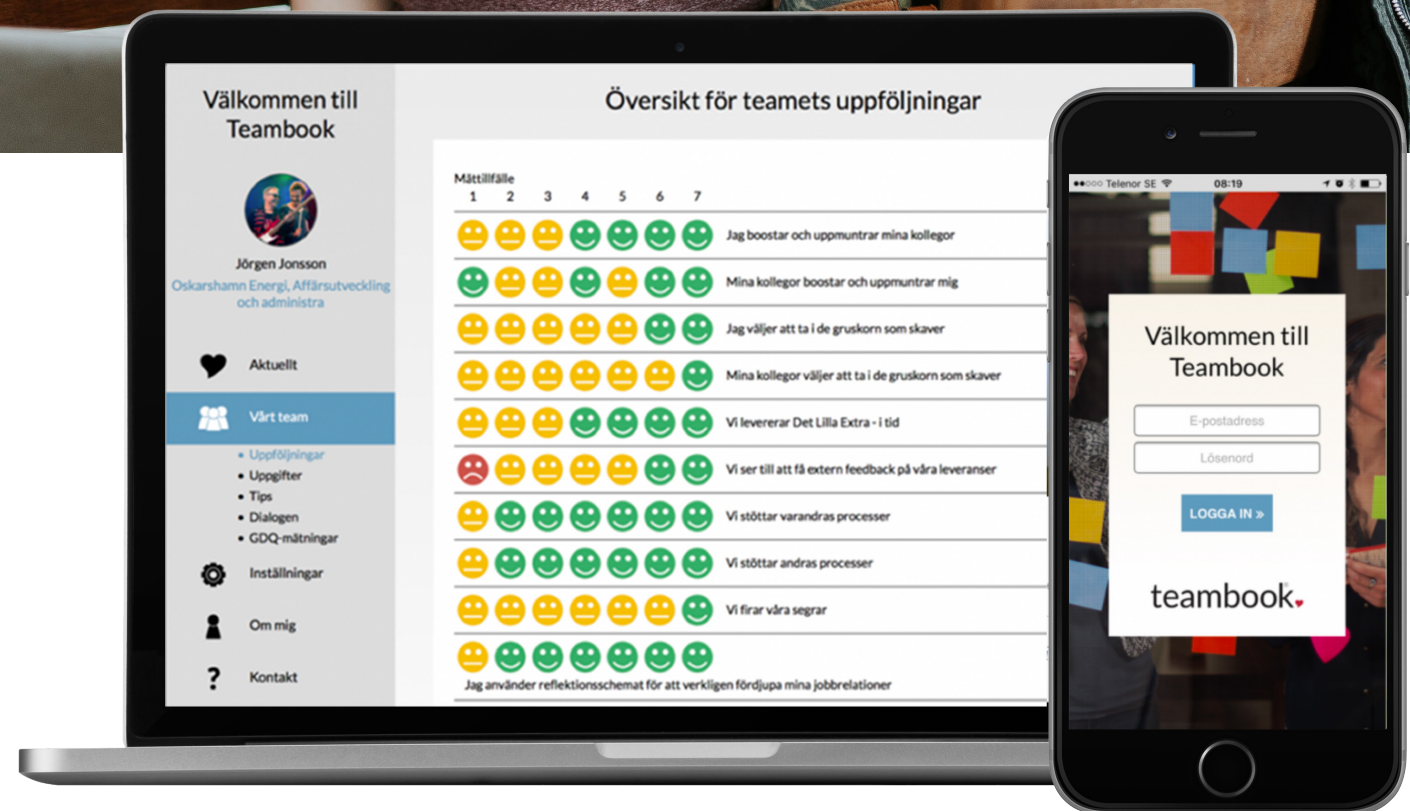 Välkommen till
Teambook
Jörgen Jonsson
Oskarshamn Energi, Affärsutveckling
och administra
Aktuellt
Vårt team
• Uppföljningar
• Uppgifter
• Tips
• Dialogen
• GDQ-mätningar
Inställningar
Om mig
? Kontakt
Översikt för teamets uppföljningar
Mättillfälle
1 2 3 4 5 6 7
Jag boostar och uppmuntrar mina kollegor
Mina kollegor boostar och uppmuntrar mig
Jag väljer att ta i de gruskorn som skaver
Mina kollegor väljer att ta i de gruskorn som skaver
Vi levererar Det Lilla Extra - i tid
Vi ser till att få extern feedback på våra leveranser
Vi stöttar varandras processer
Vi stöttar andras processer
Vi firar våra segrar
Jag använder reflektionsschemat för att verkligen fördjupa mina jobbrelationer
Telenor SE 08:19
Välkommen till
Teambook
E-postadress
Lösenord
LOGGA IN »
teambook